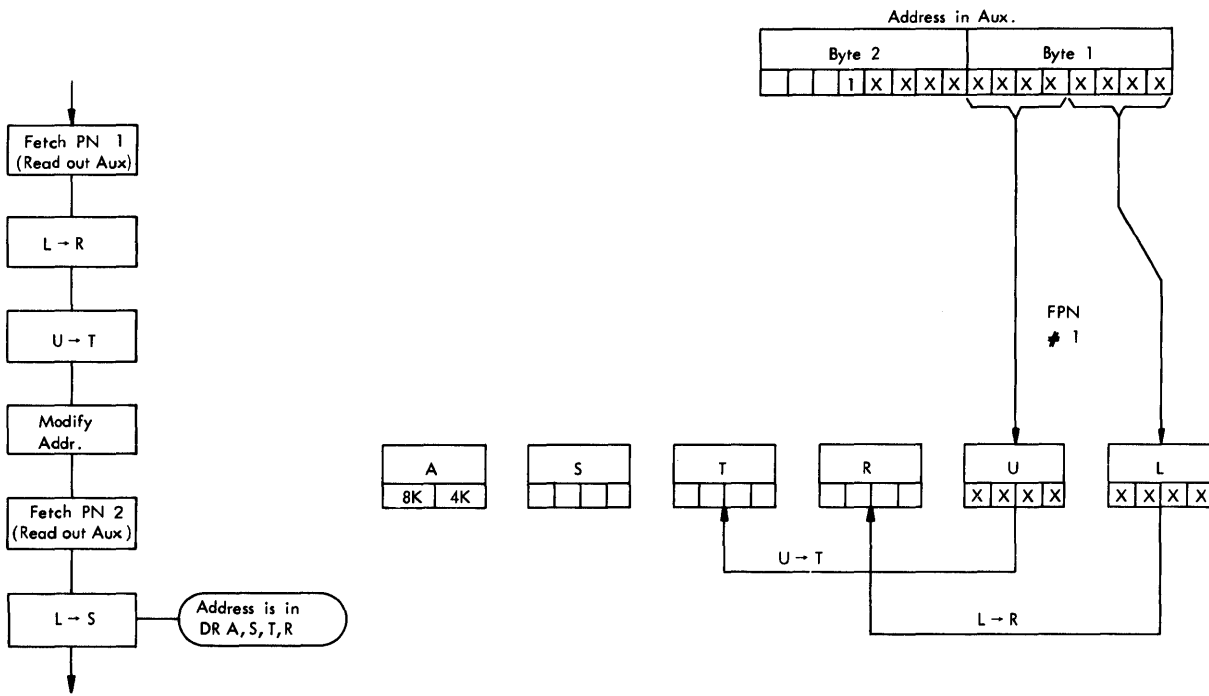 Address in Aux.
Byte 2 Byte 1
1 X X X X X X X X X X X X
Fetch PN 1
(Read out Aux)
L → R
U → T
Modify
Addr.
Fetch PN 2
(Read out Aux)
L → S
Address is in
DR A, S, T, R
FPN
# 1
A S T R U L
8K 4K X X X X X X X X
U → T
L → R